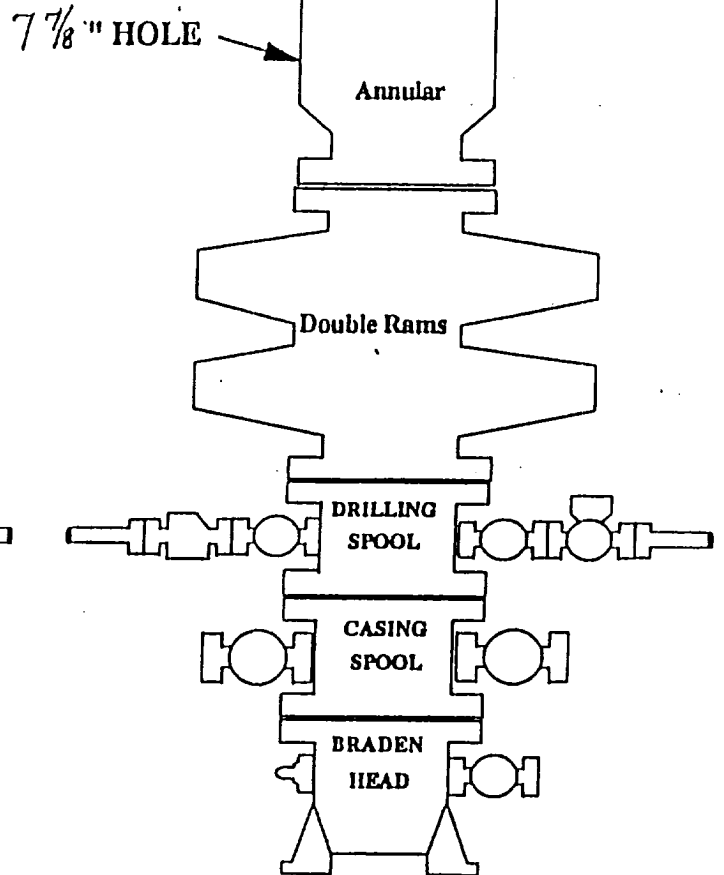 7 7/8" HOLE
Annular
Double Rams
DRILLING
SPOOL
CASING
SPOOL
BRADEN
HEAD